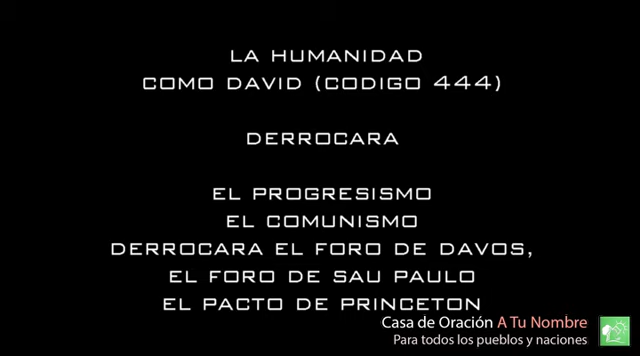 LA HUMANIDAD
COMO DAVID (CODIGO 444)
DERROCARA
EL PROGRESISMO
EL COMUNISMO
DERROCARA EL FORO DE DAVOS,
EL FORO DE SAU PAULO
EL PACTO DE PRINCETON
Casa de Oración A Tu Nombre
Para todos los pueblos y naciones